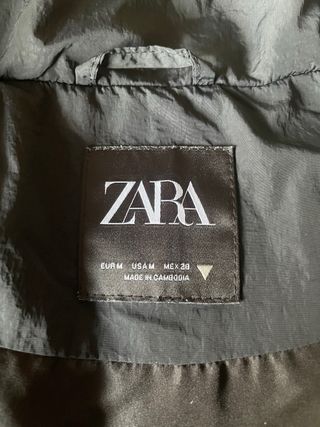 ZARA
EUR M USA M MEX 28
MADE IN CAMBODIA